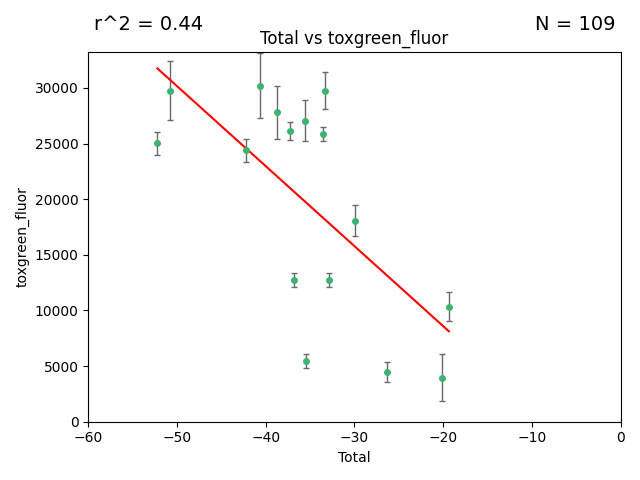 r^2 = 0.44
N = 109
Total vs toxgreen_fluor
30000
25000
20000
15000
10000
5000
0
toxgreen_fluor
−60
−50
−40
−30
−20
−10
0
Total